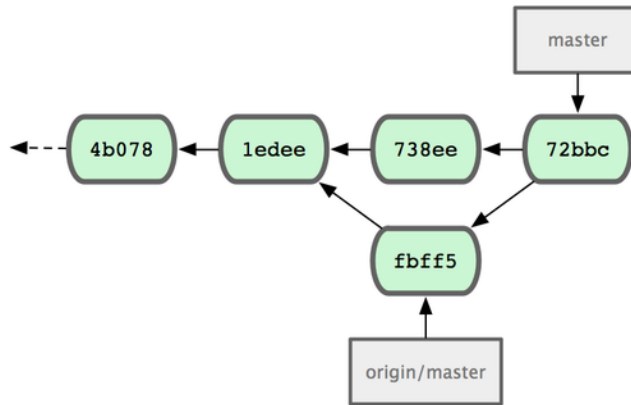 master
4b078
1edee
738ee
72bbc
fbff5
origin/master